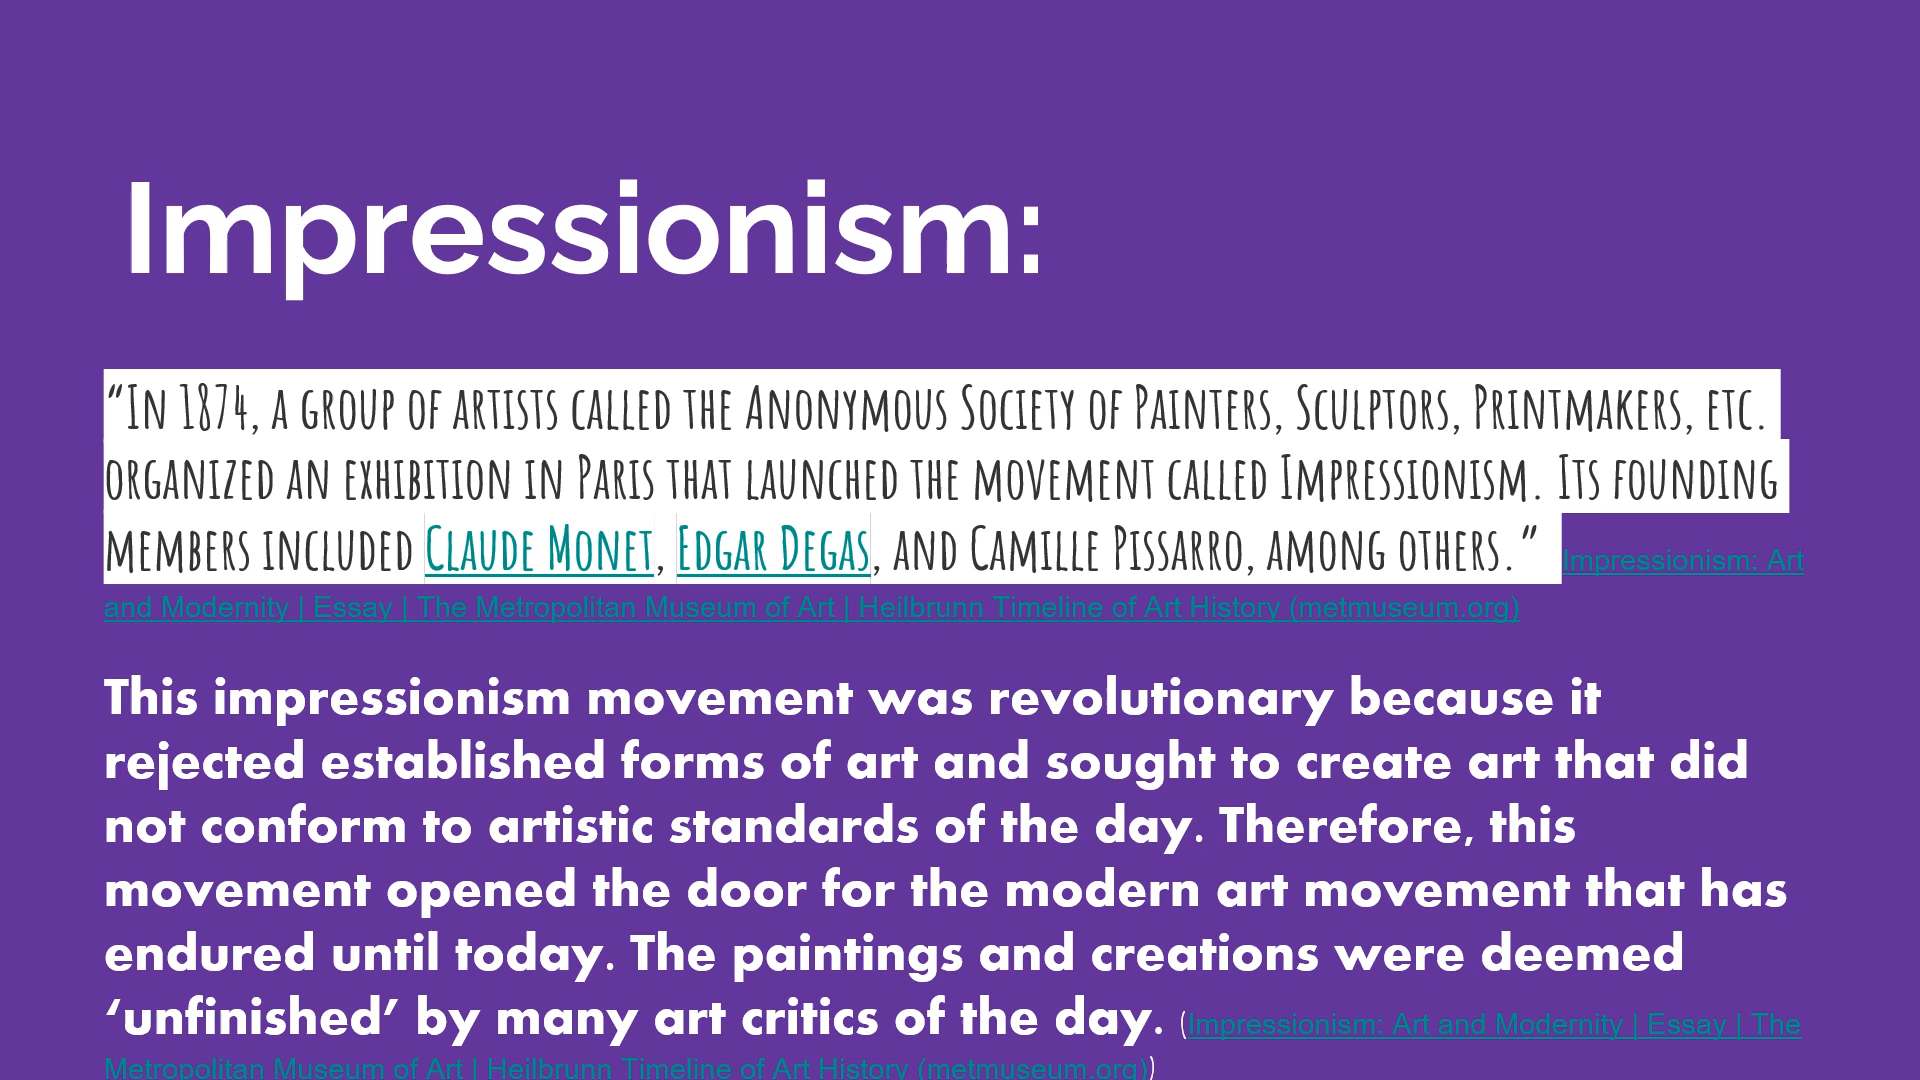 Impressionism:
“In 1874, a group of artists called the Anonymous Society of Painters, Sculptors, Printmakers, etc.
organized an exhibition in Paris that launched the movement called Impressionism. Its founding
members included Claude Monet, Edgar Degas, and Camille Pissarro, among others.” Impressionism: Art
and Modernity | Essay | The Metropolitan Museum of Art | Heilbrunn Timeline of Art History (metmuseum.org)
This impressionism movement was revolutionary because it
rejected established forms of art and sought to create art that did
not conform to artistic standards of the day. Therefore, this
movement opened the door for the modern art movement that has
endured until today. The paintings and creations were deemed
‘unfinished’ by many art critics of the day. (Impressionism: Art and Modernity | Essay | The
Metropolitan Museum of Art | Heilbrunn Timeline of Art History (metmuseum.org))